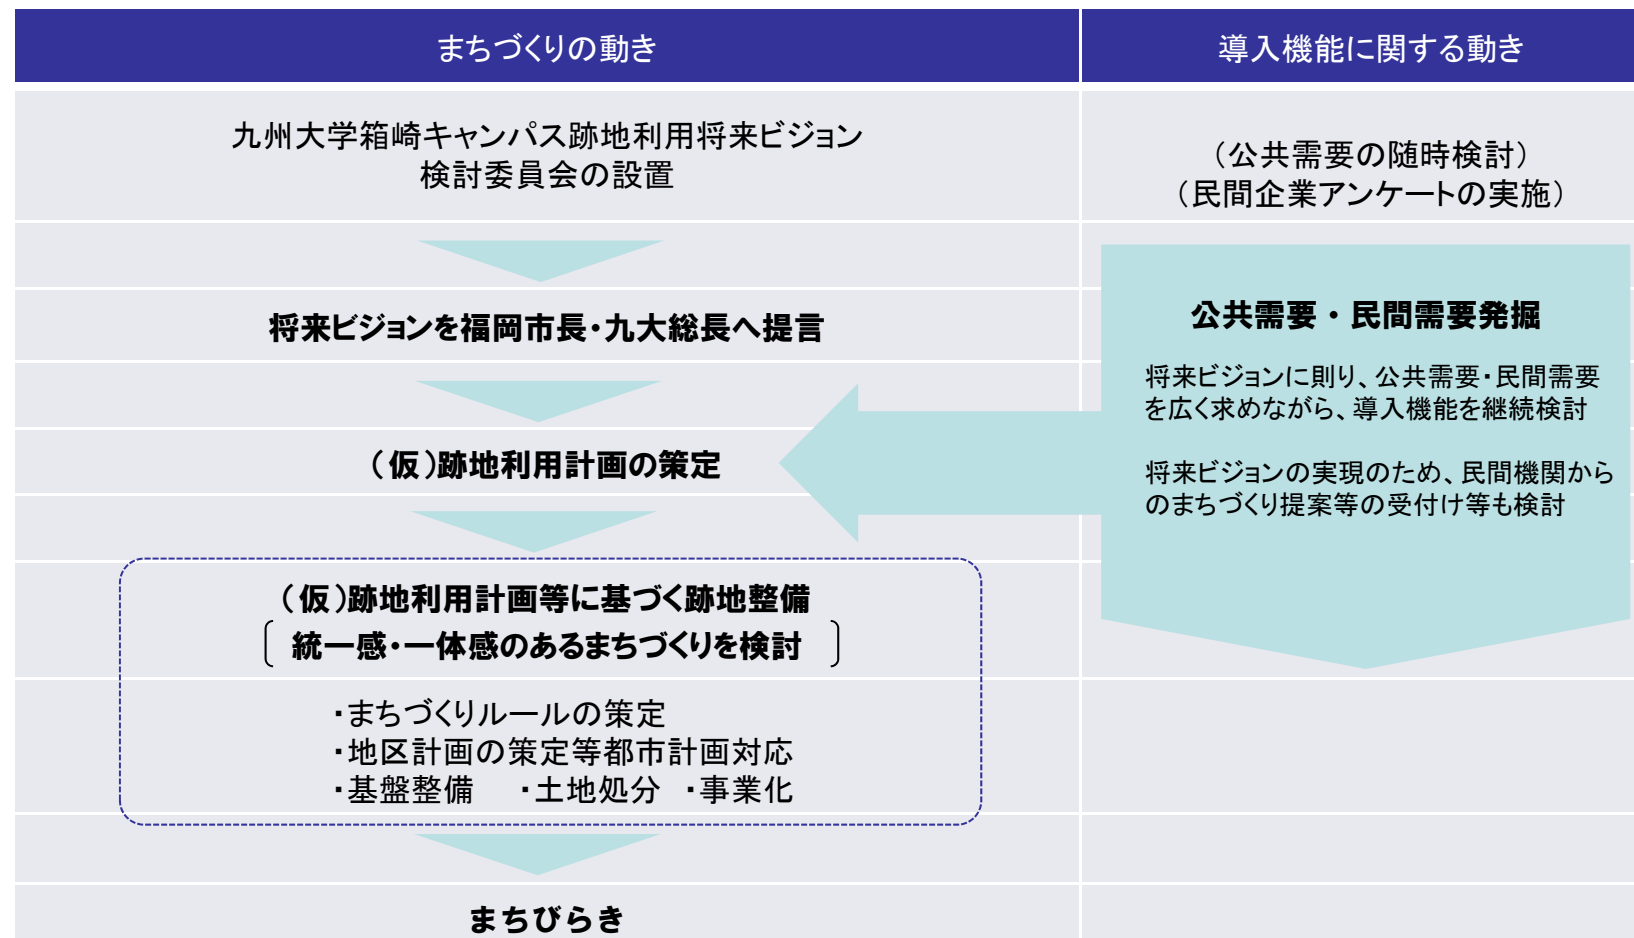 まちづくりの動き
導入機能に関する動き
九州大学箱崎キャンパス跡地利用将来ビジョン
検討委員会の設置
（公共需要の随時検討）
（民間企業アンケートの実施）
将来ビジョンを福岡市長・九大総長へ提言
（仮）跡地利用計画の策定
（仮）跡地利用計画等に基づく跡地整備
〔 統一感・一体感のあるまちづくりを検討 〕
・まちづくりルールの策定
・地区計画の策定等都市計画対応
・基盤整備　・土地処分　・事業化
まちびらき
公共需要・民間需要発掘
将来ビジョンに則り、公共需要・民間需要
を広く求めながら、導入機能を継続検討
将来ビジョンの実現のため、民間機関から
のまちづくり提案等の受付け等も検討